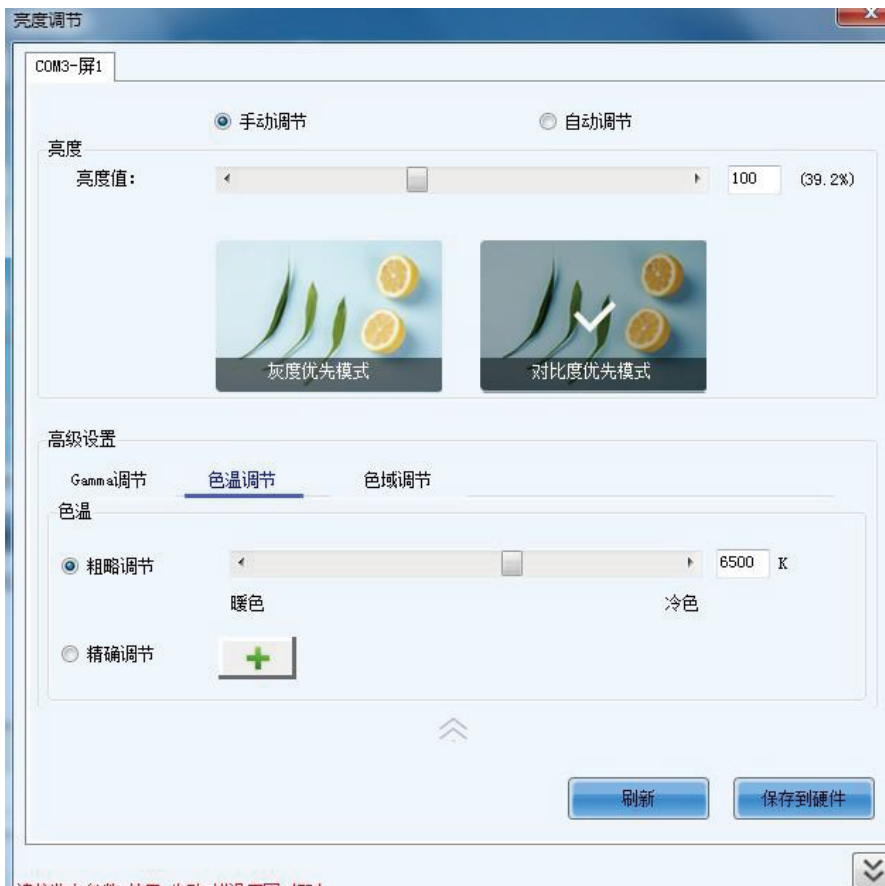 亮度调节
COM3-屏1
手动调节 自动调节
亮度
亮度值: 100 (39.2%)
灰度优先模式 对比度优先模式
高级设置
Gamma调节 色温调节 色域调节
色温
粗略调节 6500 K
暖色 冷色
精确调节
刷新 保存到硬件